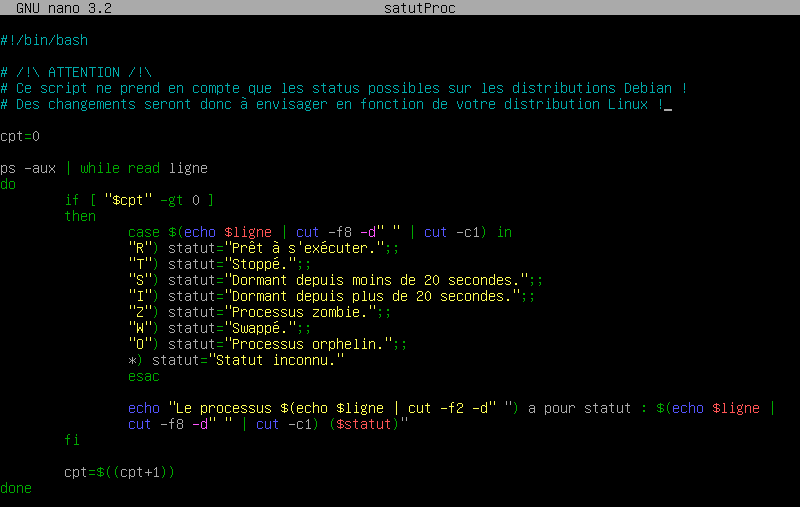 GNU nano 3.2 satutProc
#!/bin/bash
# /!\ ATTENTION /!\
# Ce script ne prend en compte que les status possibles sur les distributions Debian !
# Des changements seront donc à envisager en fonction de votre distribution Linux !
cpt=0
ps -aux | while read ligne
do
if [ "$cpt" -gt 0 ]
then
case $(echo $ligne | cut -f8 -d" " | cut -c1) in
"R") statut="Prêt à s'exécuter.";;
"T") statut="Stoppé.";;
"S") statut="Dormant depuis moins de 20 secondes.";;
"I") statut="Dormant depuis plus de 20 secondes.";;
"Z") statut="Processus zombie.";;
"W") statut="Swappé.";;
"O") statut="Processus orphelin.";;
*) statut="Statut inconnu."
esac
echo "Le processus $(echo $ligne | cut -f2 -d" ") a pour statut : $(echo $ligne |
cut -f8 -d" " | cut -c1) ($statut)"
fi
cpt=$((cpt+1))
done